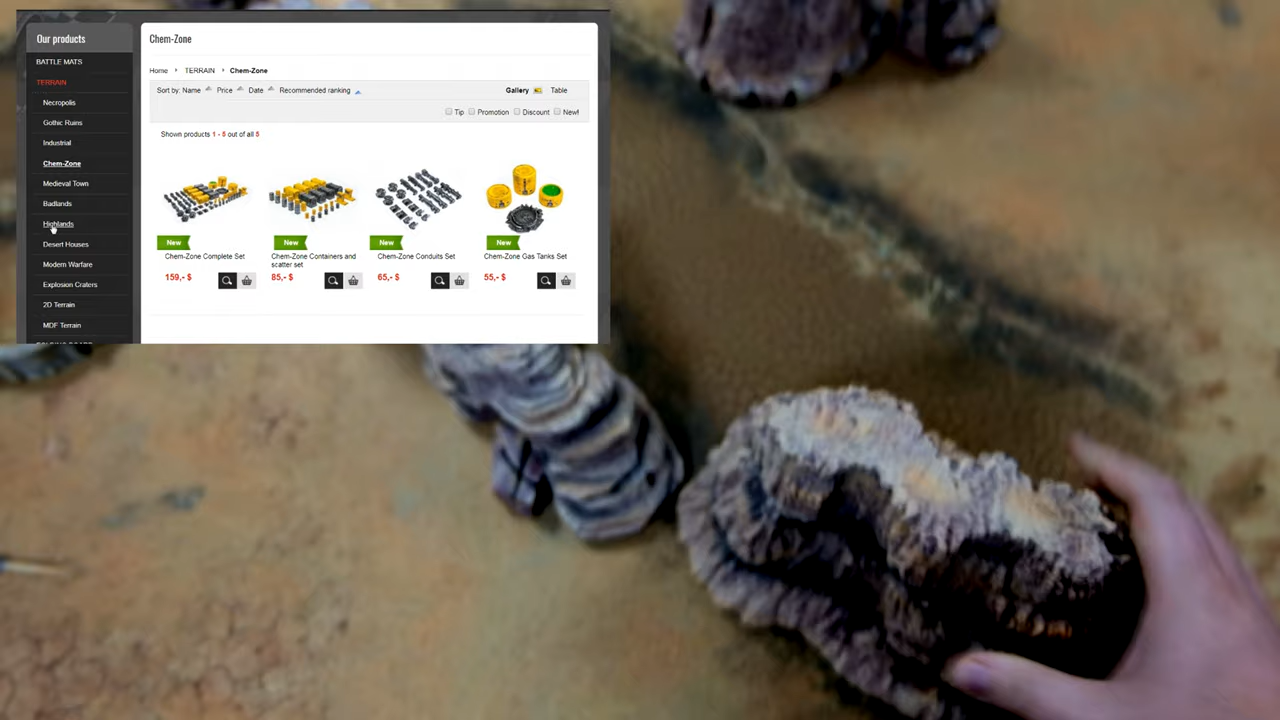 Our products
BATTLE MATS
TERRAIN
Necropolis
Gothic Ruins
Industrial
Chem-Zone
Medieval Town
Badlands
Highlands
Desert Houses
Modern Warfare
Explosion Craters
2D Terrain
MDF Terrain
Chem-Zone
Home TERRAIN Chem-Zone
Sort by: Name Price Date Recommended ranking Gallery Table
Tip Promotion Discount New!
Shown products 1 - 5 out of all 5
New New New New
Chem-Zone Complete Set
159,- $
Chem-Zone Containers and
scatter set
85,- $
Chem-Zone Conduits Set
65,- $
Chem-Zone Gas Tanks Set
55,- $